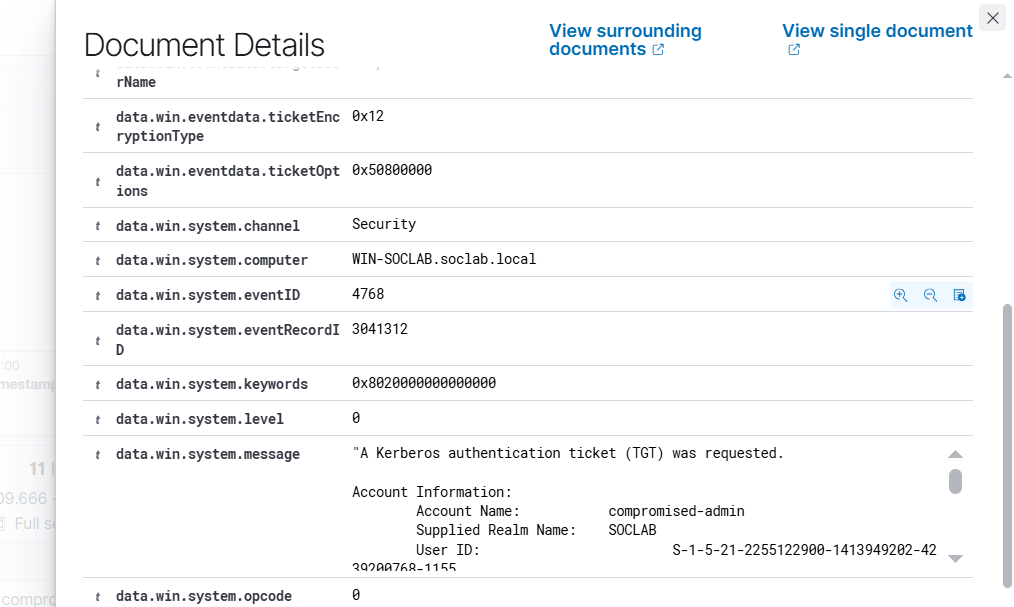 Document Details
View surrounding
documents
View single document
rName
data.win.eventdata.ticketEnc
ryptionType
0x12
data.win.eventdata.ticketOpt
ions
0x50800000
t data.win.system.channel Security
t data.win.system.computer WIN-SOCLAB.soclab.local
t data.win.system.eventID 4768
data.win.system.eventRecordI
D
3041312
t data.win.system.keywords 0x8020000000000000
t data.win.system.level 0
t data.win.system.message "A Kerberos authentication ticket (TGT) was requested.
Account Information:
Account Name: compromised-admin
Supplied Realm Name: SOCLAB
User ID: S-1-5-21-2255122900-1413949202-42
39200768-1155
t data.win.system.opcode 0
:00
mestamp
11 h
09.666 -
Full sc
compro